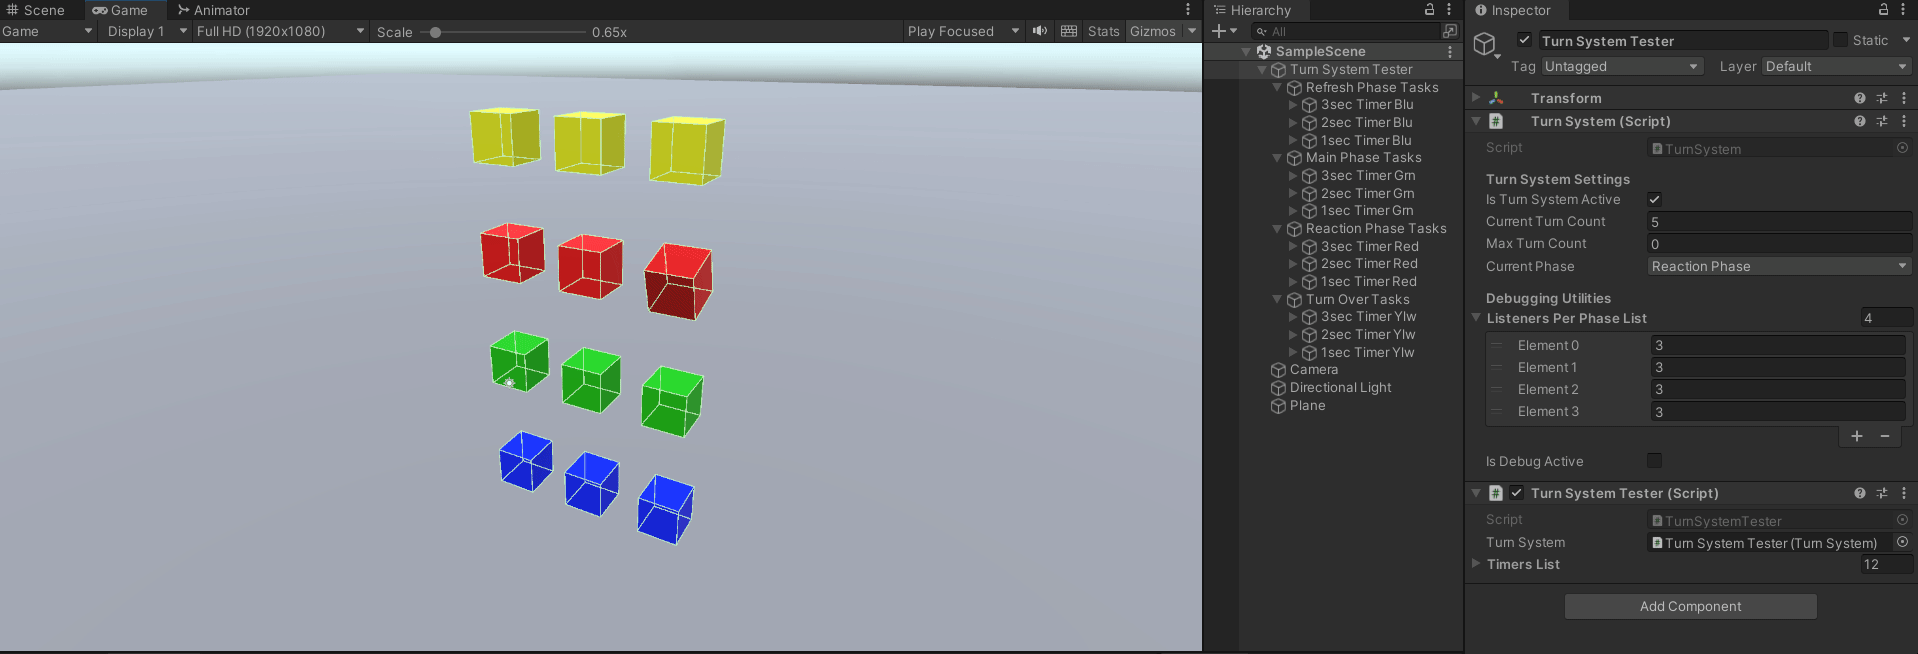 Scene Game Animator
Game Display 1 Full HD (1920x1080) Scale 0.65x Play Focused Stats Gizmos
Hierarchy
All
SampleScene
Turn System Tester
Refresh Phase Tasks
3sec Timer Blu
2sec Timer Blu
1sec Timer Blu
Main Phase Tasks
3sec Timer Grn
2sec Timer Grn
1sec Timer Grn
Reaction Phase Tasks
3sec Timer Red
2sec Timer Red
1sec Timer Red
Turn Over Tasks
3sec Timer Ylw
2sec Timer Ylw
1sec Timer Ylw
Camera
Directional Light
Plane
Inspector
Turn System Tester Static
Tag Untagged Layer Default
Transform
# Turn System (Script)
Script # TurnSystem
Turn System Settings
Is Turn System Active
Current Turn Count 5
Max Turn Count 0
Current Phase Reaction Phase
Debugging Utilities
Listeners Per Phase List 4
Element 0 3
Element 1 3
Element 2 3
Element 3 3
+ −
Is Debug Active
# Turn System Tester (Script)
Script # TurnSystemTester
Turn System # Turn System Tester (Turn System)
Timers List 12
Add Component